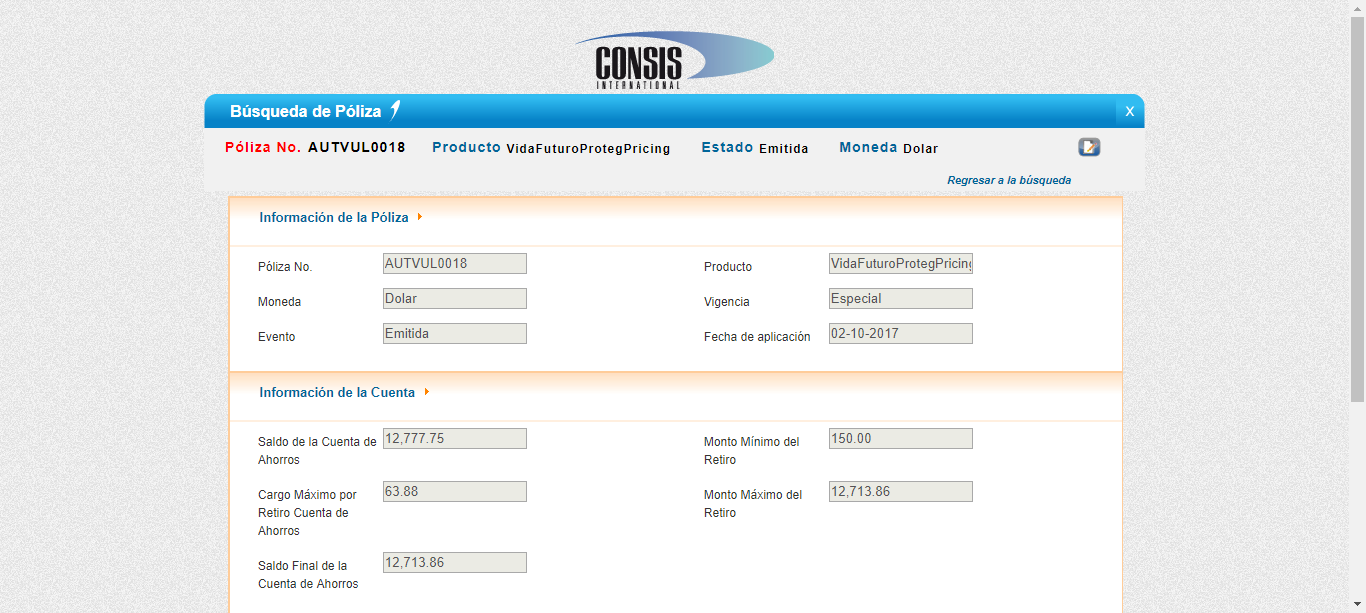 CONSIS
INTERNATIONAL
Búsqueda de Póliza
X
Póliza No. AUTVUL0018 Producto VidaFuturoProtegPricing Estado Emitida Moneda Dolar
Regresar a la búsqueda
Información de la Póliza
Póliza No. AUTVUL0018 Producto VidaFuturoProtegPricing
Moneda Dolar Vigencia Especial
Evento Emitida Fecha de aplicación 02-10-2017
Información de la Cuenta
Saldo de la Cuenta de Ahorros 12,777.75 Monto Mínimo del Retiro 150.00
Cargo Máximo por Retiro Cuenta de Ahorros 63.88 Monto Máximo del Retiro 12,713.86
Saldo Final de la Cuenta de Ahorros 12,713.86